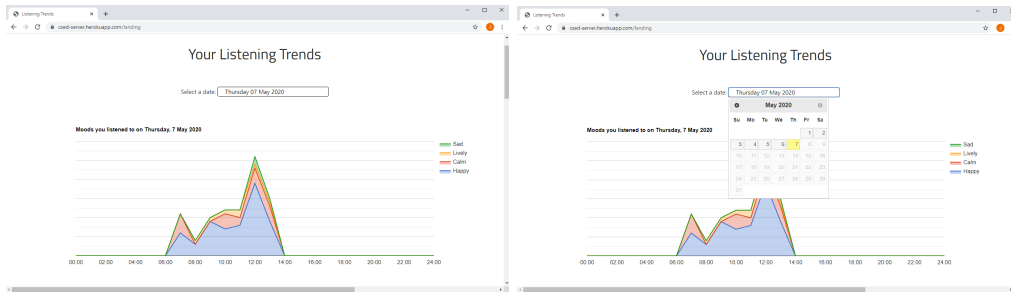 Listening Trends
csed-server.herokuapp.com/landing
Your Listening Trends
Select a date: Thursday 07 May 2020
Moods you listened to on Thursday, 7 May 2020
Sad
Lively
Calm
Happy
00:00 02:00 04:00 06:00 08:00 10:00 12:00 14:00 16:00 18:00 20:00 22:00 24:00
Listening Trends
csed-server.herokuapp.com/landing
Your Listening Trends
Select a date: Thursday 07 May 2020
May 2020
Su Mo Tu We Th Fr Sa
1 2
3 4 5 6 7 8 9
10 11 12 13 14 15 16
17 18 19 20 21 22 23
24 25 26 27 28 29 30
31
Moods you listened to on Thursday, 7 May 2020
Sad
Lively
Calm
Happy
00:00 02:00 04:00 06:00 08:00 10:00 12:00 14:00 16:00 18:00 20:00 22:00 24:00